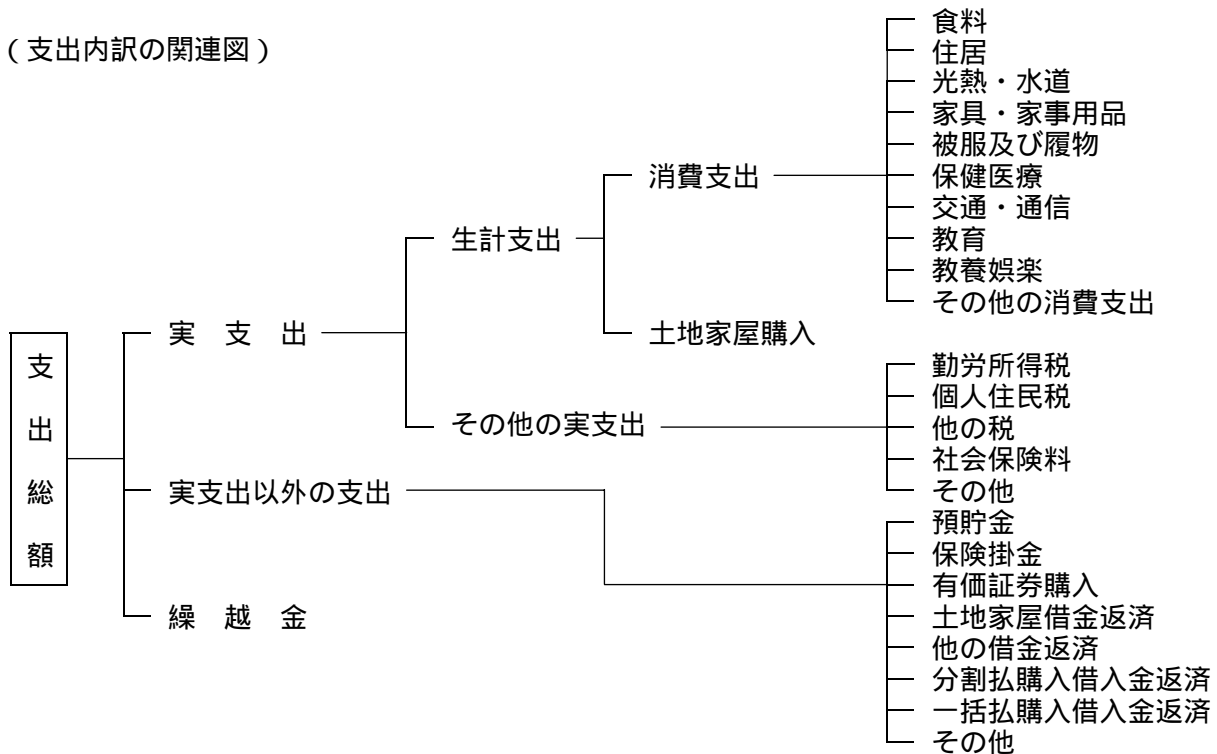 (支出内訳の関連図)
支出総額
実 支 出
実支出以外の支出
繰 越 金
生計支出
その他の実支出
消費支出
土地家屋購入
食料
住居
光熱・水道
家具・家事用品
被服及び履物
保健医療
交通・通信
教育
教養娯楽
その他の消費支出
勤労所得税
個人住民税
他の税
社会保険料
その他
預貯金
保険掛金
有価証券購入
土地家屋借金返済
他の借金返済
分割払購入借入金返済
一括払購入借入金返済
その他